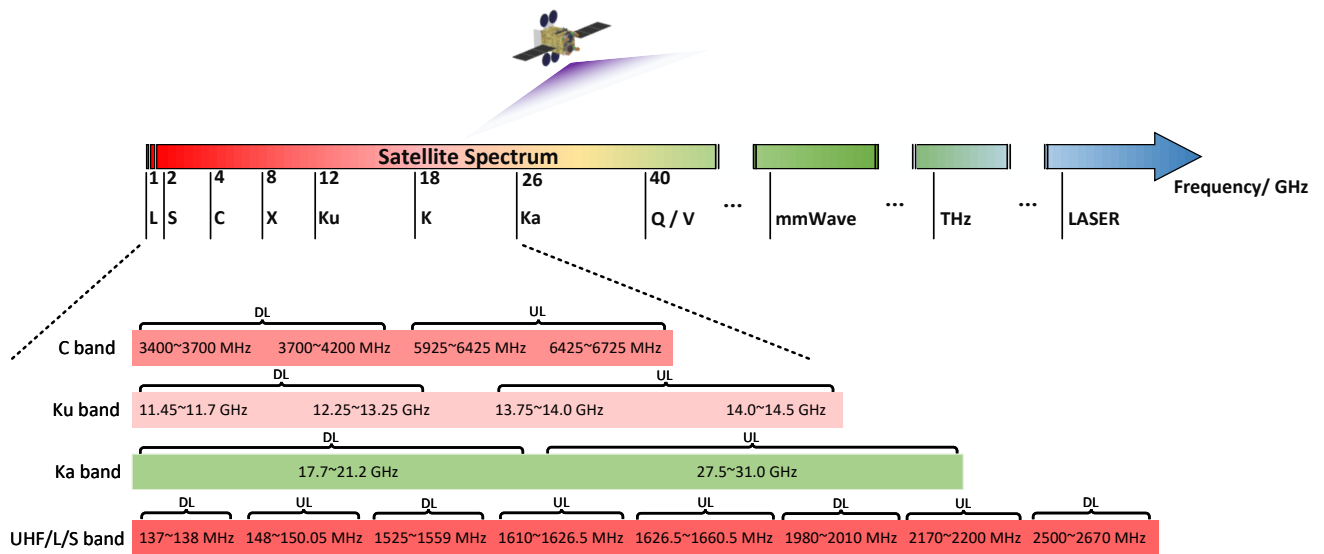 Satellite Spectrum
1 2 4 8 12 18 26 40
Frequency/ GHz
L S C X Ku K Ka Q / V ... mmWave ... THz ... LASER
DL UL
C band 3400~3700 MHz 3700~4200 MHz 5925~6425 MHz 6425~6725 MHz
DL UL
Ku band 11.45~11.7 GHz 12.25~13.25 GHz 13.75~14.0 GHz 14.0~14.5 GHz
DL UL
Ka band 17.7~21.2 GHz 27.5~31.0 GHz
DL UL DL UL UL DL UL DL
UHF/L/S band 137~138 MHz 148~150.05 MHz 1525~1559 MHz 1610~1626.5 MHz 1626.5~1660.5 MHz 1980~2010 MHz 2170~2200 MHz 2500~2670 MHz